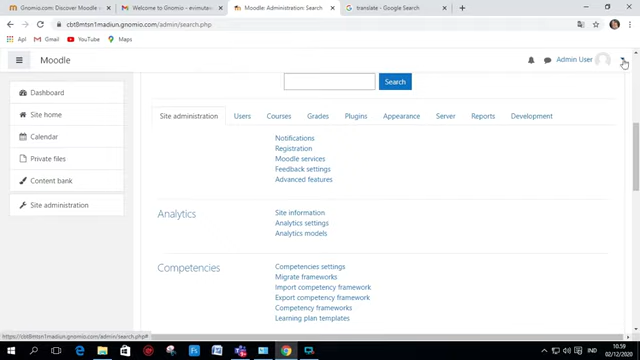 Gnomio.com: Discover Moodle
Welcome to Gnomio - evimutav
Moodle: Administration: Search
translate - Google Search
cbt8mtsn1madiun.gnomio.com/admin/search.php
Apli
Gmail
YouTube
Maps
Moodle
Admin User
Search
Dashboard
Site home
Calendar
Private files
Content bank
Site administration
Site administration
Users
Courses
Grades
Plugins
Appearance
Server
Reports
Development
Notifications
Registration
Moodle services
Feedback settings
Advanced features
Analytics
Site information
Analytics settings
Analytics models
Competencies
Competencies settings
Migrate frameworks
Import competency framework
Export competency framework
Competency frameworks
Learning plan templates
https://cbt8mtsn1madiun.gnomio.com/admin/search.php#
IND
10.59
02/12/2020